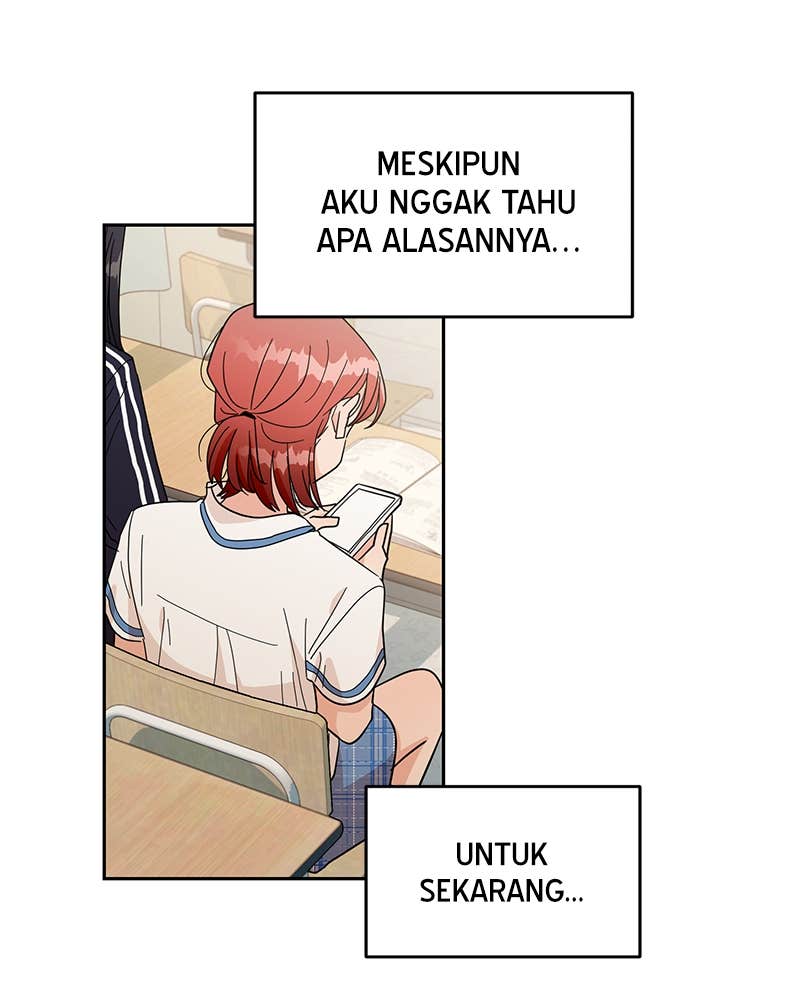 MESKIPUN
AKU NGGAK TAHU
APA ALASANNYA...
UNTUK
SEKARANG...